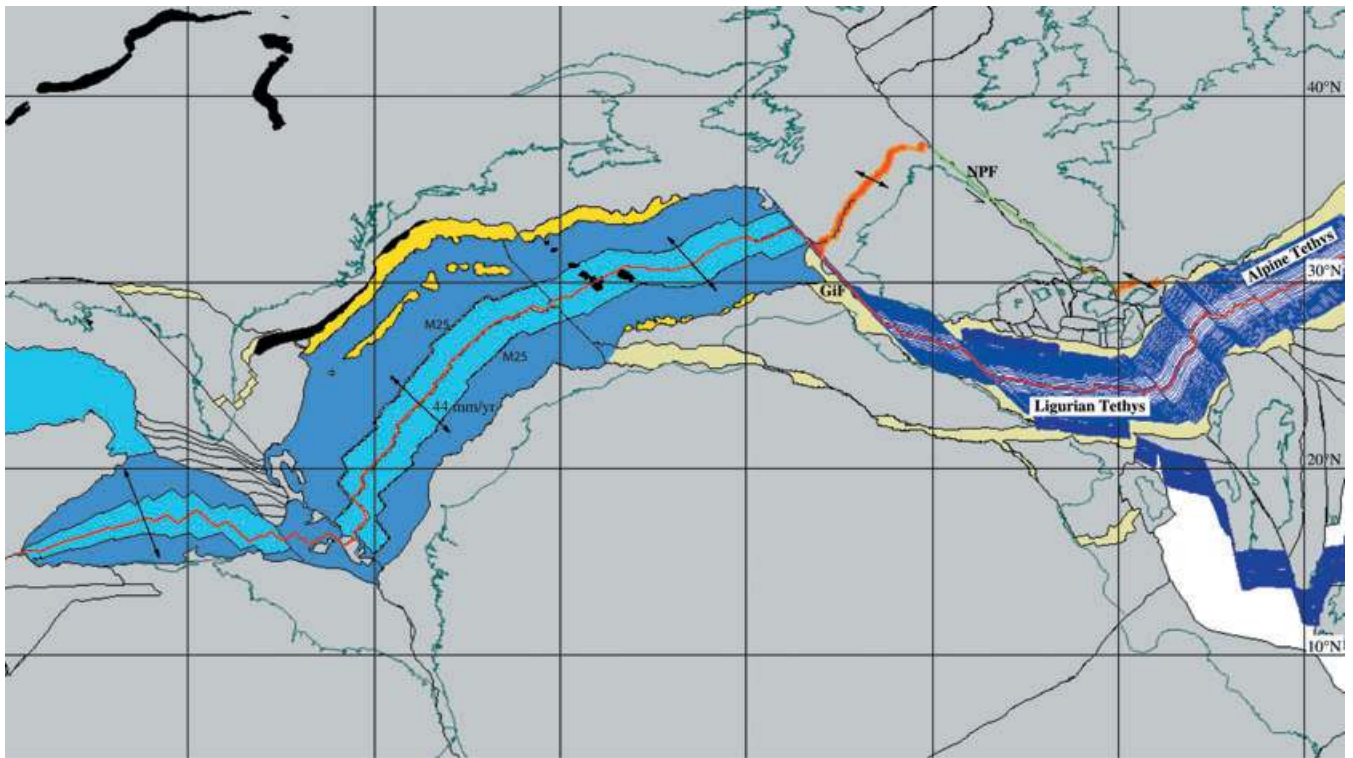 40°N
NPF
Alpine Tethys
30°N
GiF
M25
M25
44 mm/yr
Ligurian Tethys
20°N
10°N